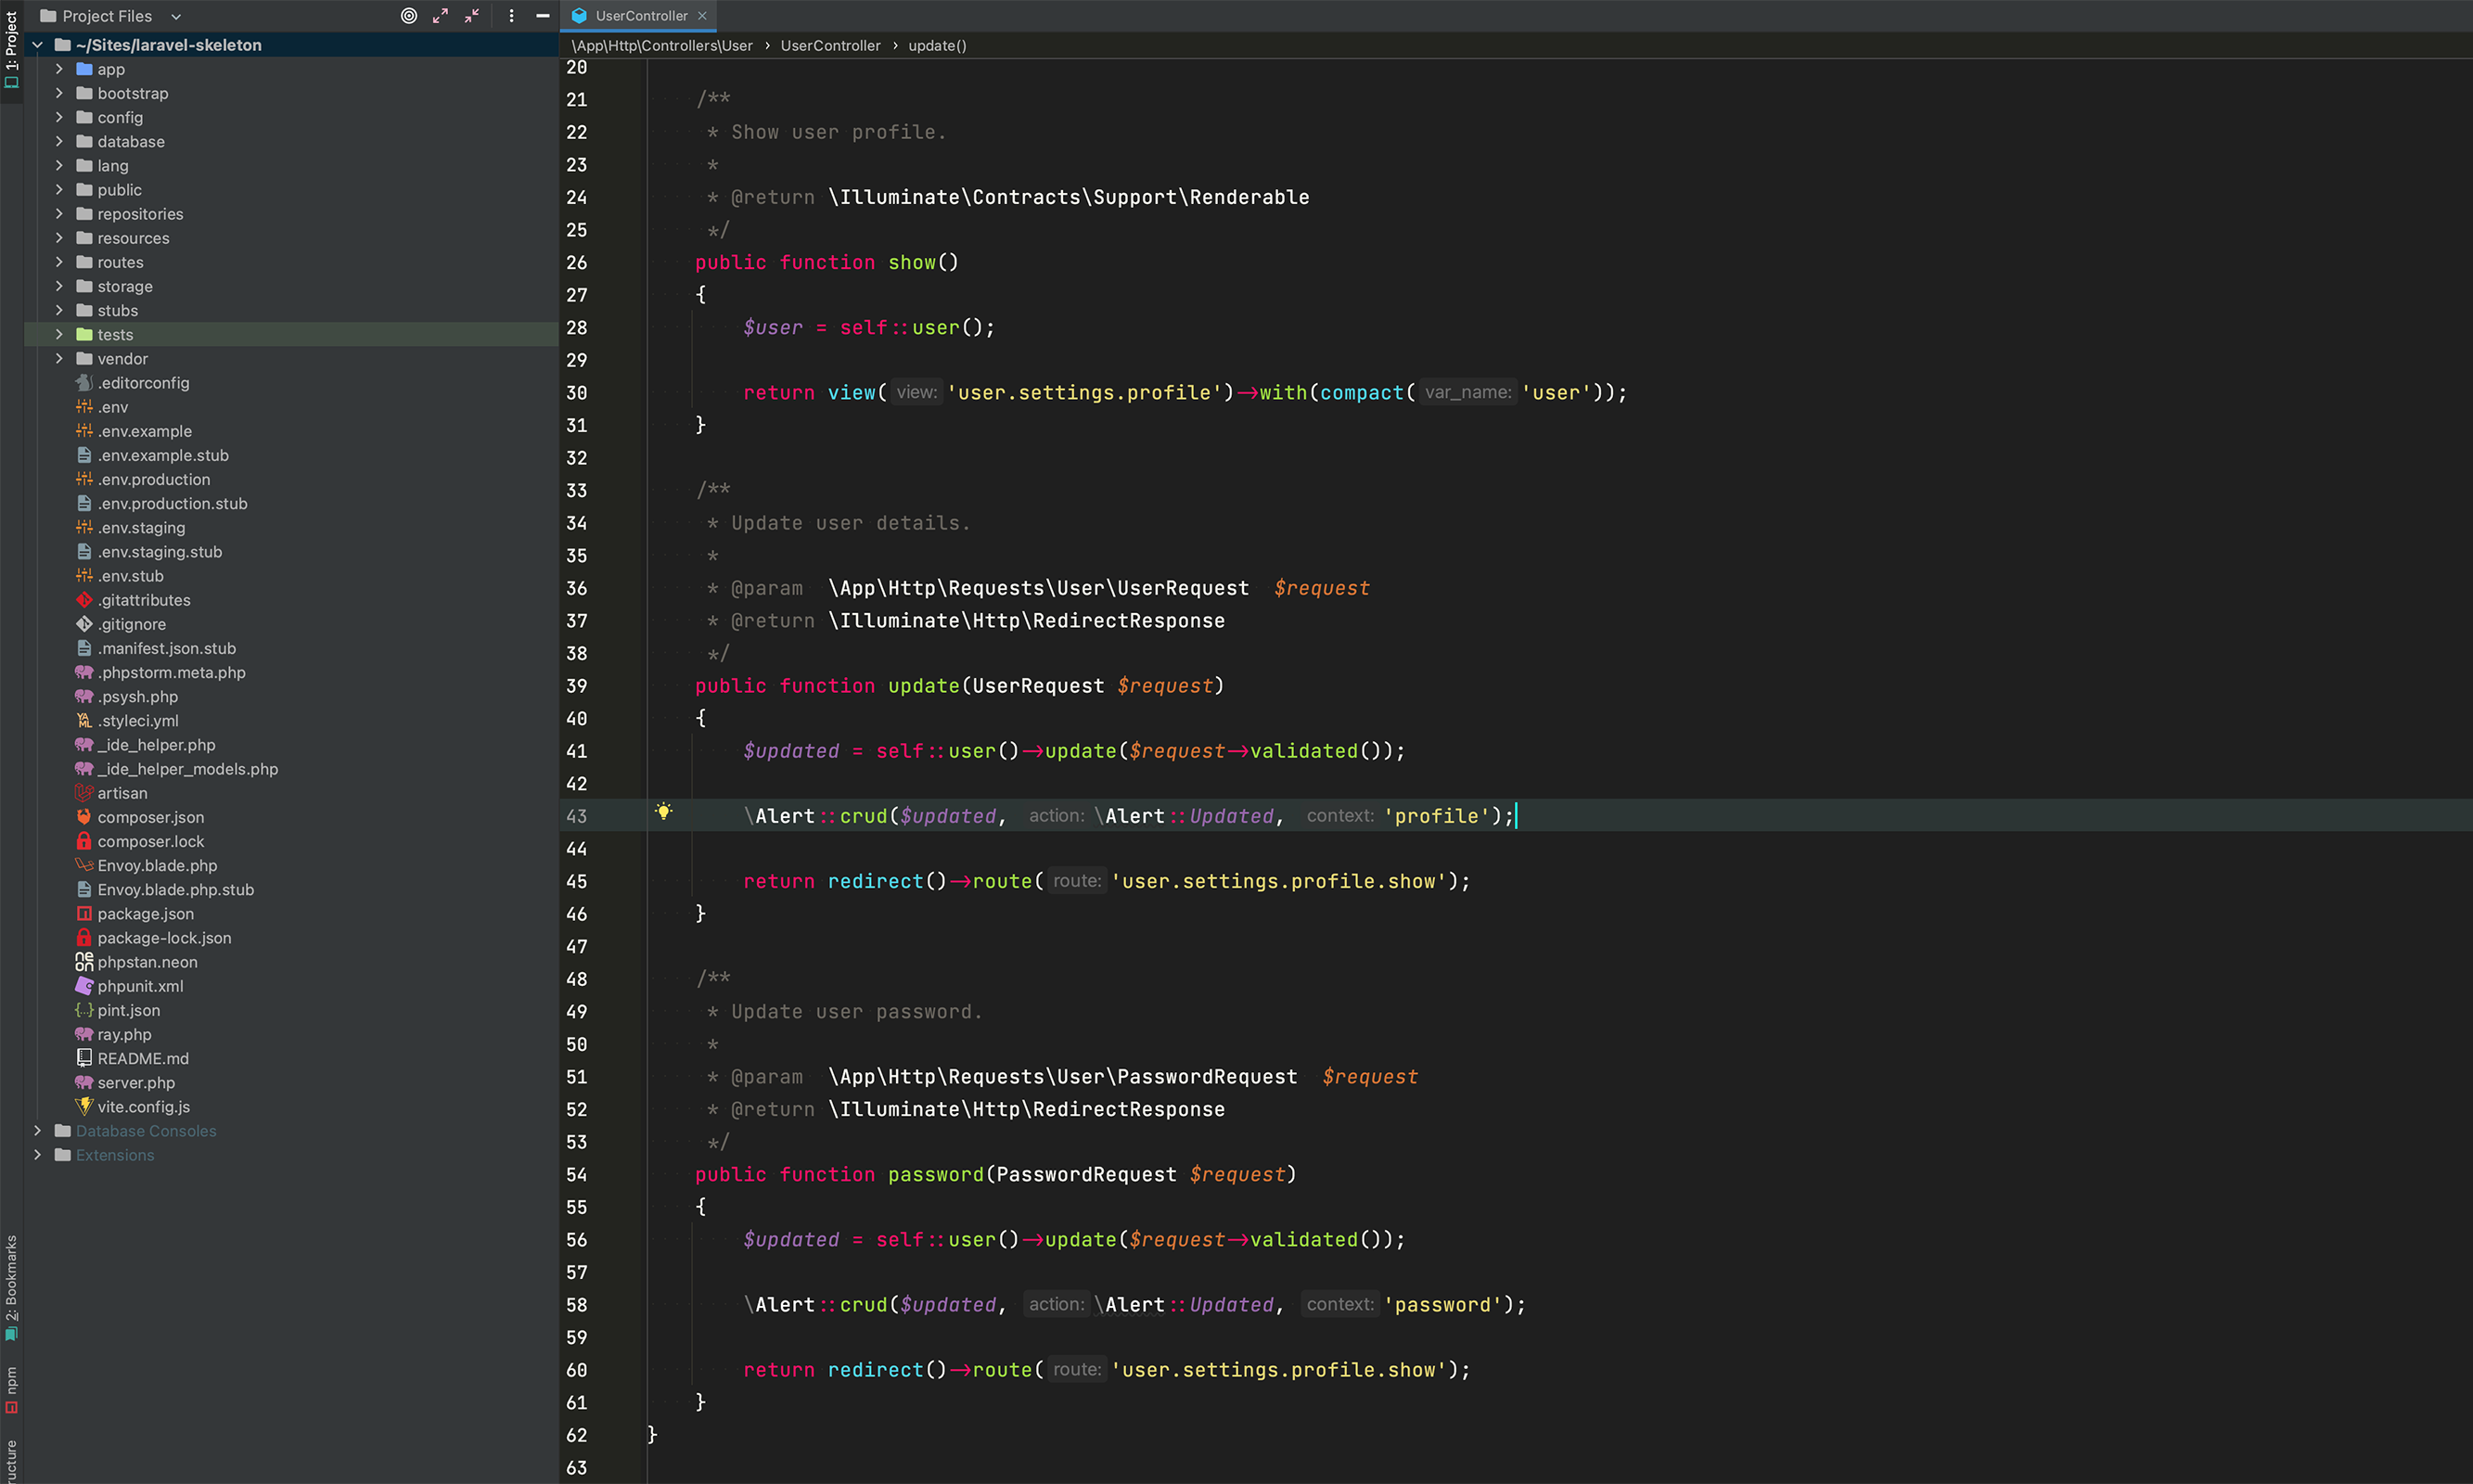 Project Files
~/Sites/laravel-skeleton
app
bootstrap
config
database
lang
public
repositories
resources
routes
storage
stubs
tests
vendor
.editorconfig
.env
.env.example
.env.example.stub
.env.production
.env.production.stub
.env.staging
.env.staging.stub
.env.stub
.gitattributes
.gitignore
.manifest.json.stub
.phpstorm.meta.php
.psysh.php
.styleci.yml
_ide_helper.php
_ide_helper_models.php
artisan
composer.json
composer.lock
Envoy.blade.php
Envoy.blade.php.stub
package.json
package-lock.json
phpstan.neon
phpunit.xml
pint.json
ray.php
README.md
server.php
vite.config.js
Database Consoles
Extensions
1: Project
2: Bookmarks
npm
ructure
UserController
\App\Http\Controllers\User › UserController › update()
20
21 /**
22 * Show user profile.
23 *
24 * @return \Illuminate\Contracts\Support\Renderable
25 */
26 public function show()
27 {
28 $user = self::user();
29
30 return view( view: 'user.settings.profile')->with(compact( var_name: 'user'));
31 }
32
33 /**
34 * Update user details.
35 *
36 * @param  \App\Http\Requests\User\UserRequest  $request
37 * @return \Illuminate\Http\RedirectResponse
38 */
39 public function update(UserRequest $request)
40 {
41 $updated = self::user()->update($request->validated());
42
43 \Alert::crud($updated, action: \Alert::Updated, context: 'profile');
44
45 return redirect()->route( route: 'user.settings.profile.show');
46 }
47
48 /**
49 * Update user password.
50 *
51 * @param  \App\Http\Requests\User\PasswordRequest  $request
52 * @return \Illuminate\Http\RedirectResponse
53 */
54 public function password(PasswordRequest $request)
55 {
56 $updated = self::user()->update($request->validated());
57
58 \Alert::crud($updated, action: \Alert::Updated, context: 'password');
59
60 return redirect()->route( route: 'user.settings.profile.show');
61 }
62 }
63